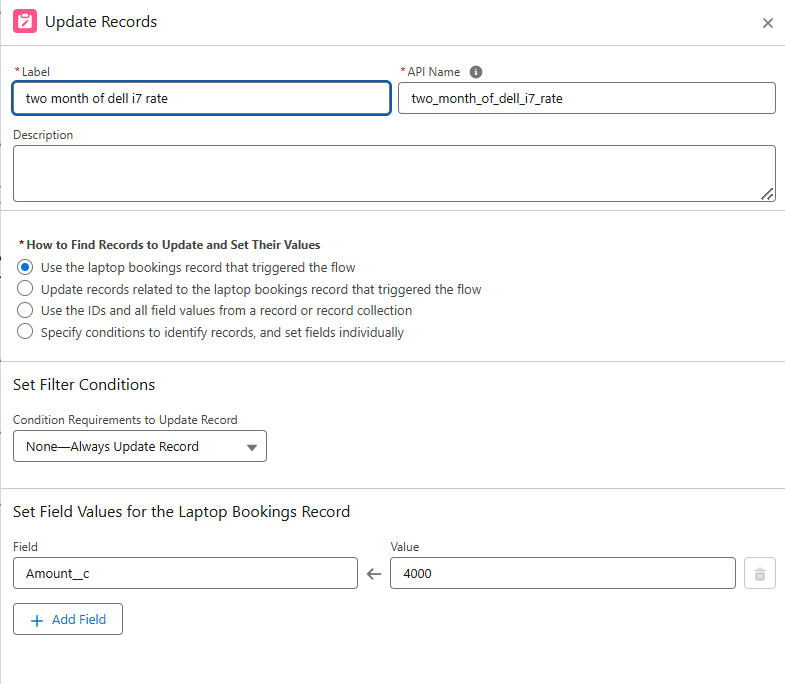 Update Records
*Label
*API Name
two month of dell i7 rate
two_month_of_dell_i7_rate
Description
*How to Find Records to Update and Set Their Values
Use the laptop bookings record that triggered the flow
Update records related to the laptop bookings record that triggered the flow
Use the IDs and all field values from a record or record collection
Specify conditions to identify records, and set fields individually
Set Filter Conditions
Condition Requirements to Update Record
None—Always Update Record
Set Field Values for the Laptop Bookings Record
Field
Value
Amount__c
4000
+ Add Field